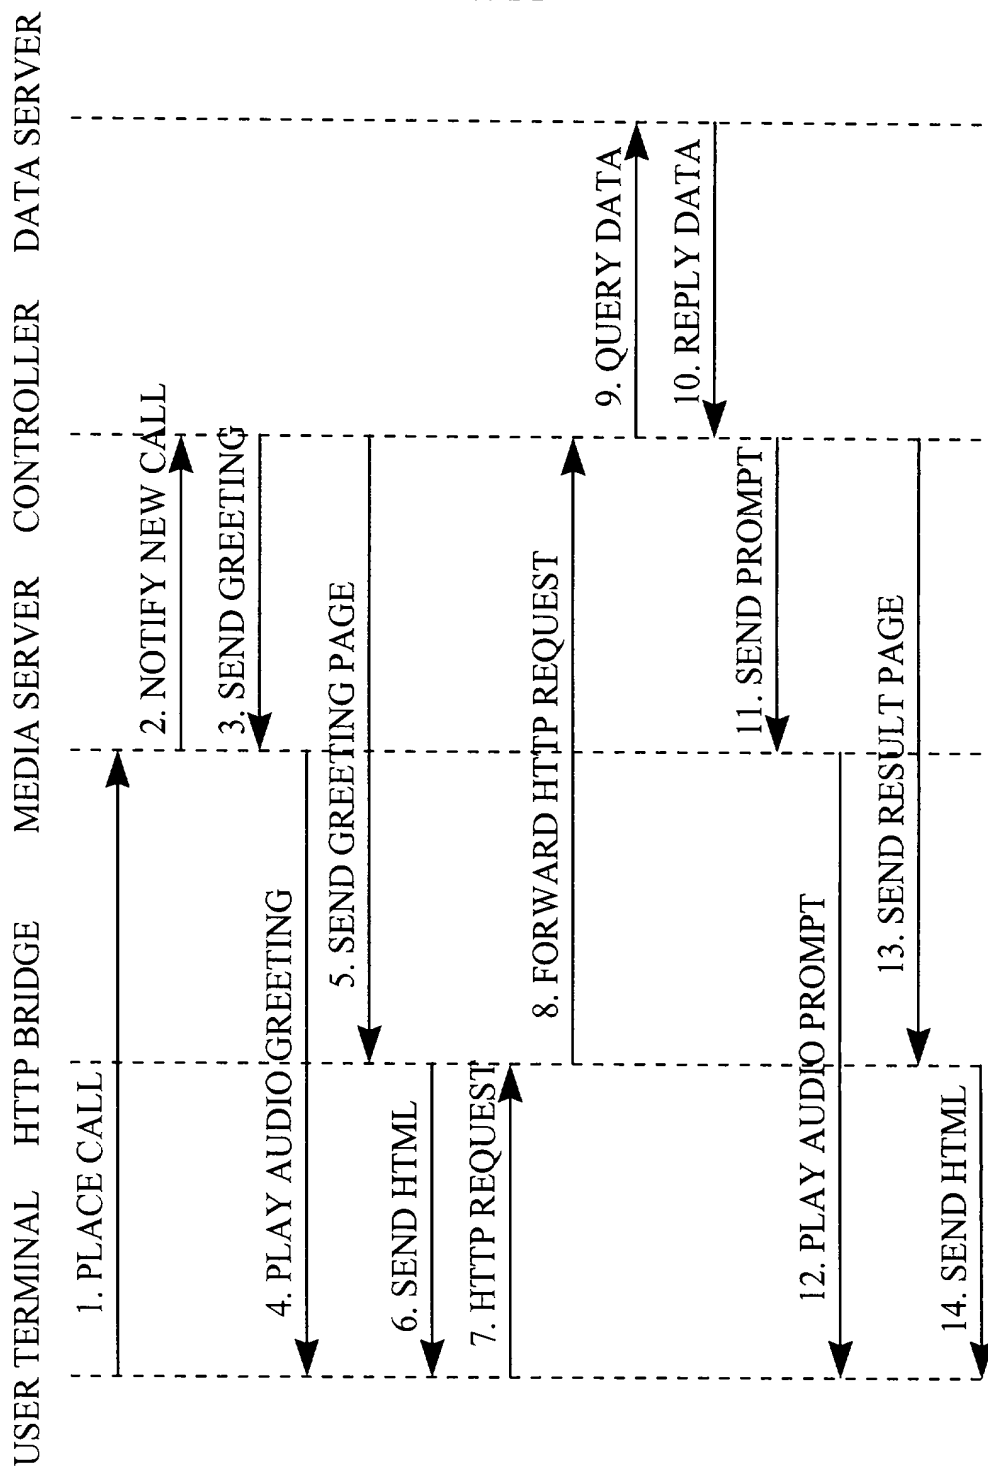 USER TERMINAL HTTP BRIDGE MEDIA SERVER CONTROLLER DATA SERVER
1. PLACE CALL
2. NOTIFY NEW CALL
3. SEND GREETING
4. PLAY AUDIO GREETING
5. SEND GREETING PAGE
6. SEND HTML
7. HTTP REQUEST
8. FORWARD HTTP REQUEST
9. QUERY DATA
10. REPLY DATA
11. SEND PROMPT
12. PLAY AUDIO PROMPT
13. SEND RESULT PAGE
14. SEND HTML